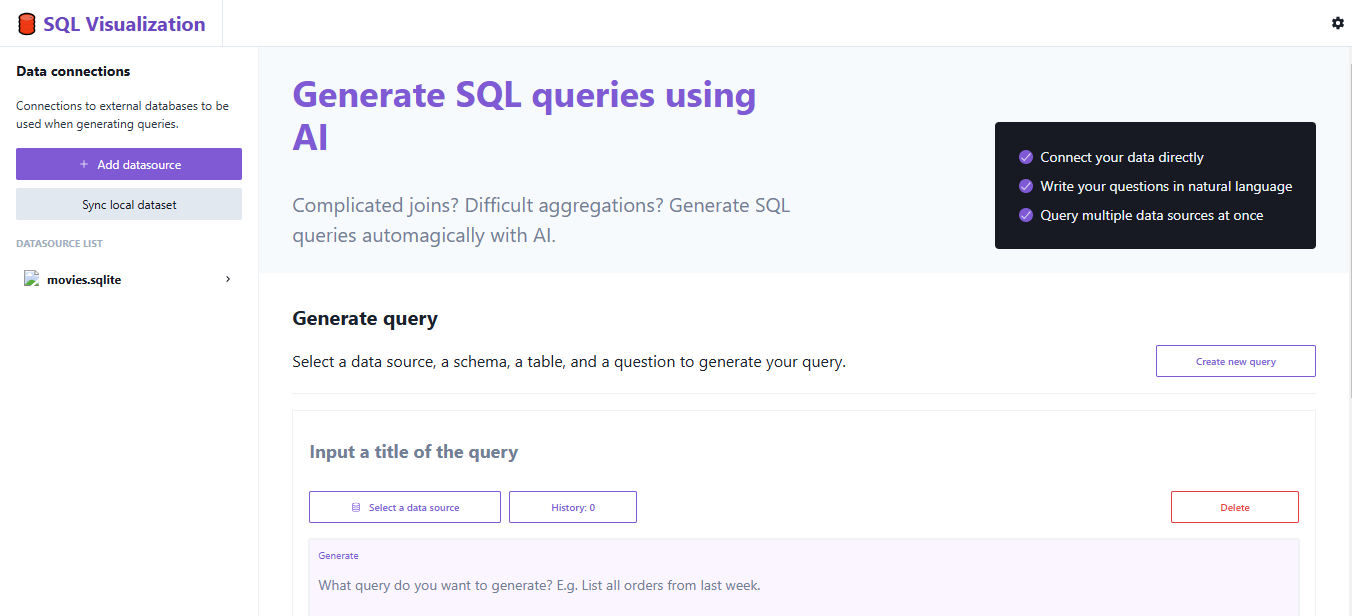 SQL Visualization
Data connections
Connections to external databases to be
used when generating queries.
+ Add datasource
Sync local dataset
DATASOURCE LIST
movies.sqlite
Generate SQL queries using
AI
Complicated joins? Difficult aggregations? Generate SQL
queries automagically with AI.
Connect your data directly
Write your questions in natural language
Query multiple data sources at once
Generate query
Select a data source, a schema, a table, and a question to generate your query.
Create new query
Input a title of the query
Select a data source
History: 0
Delete
Generate
What query do you want to generate? E.g. List all orders from last week.